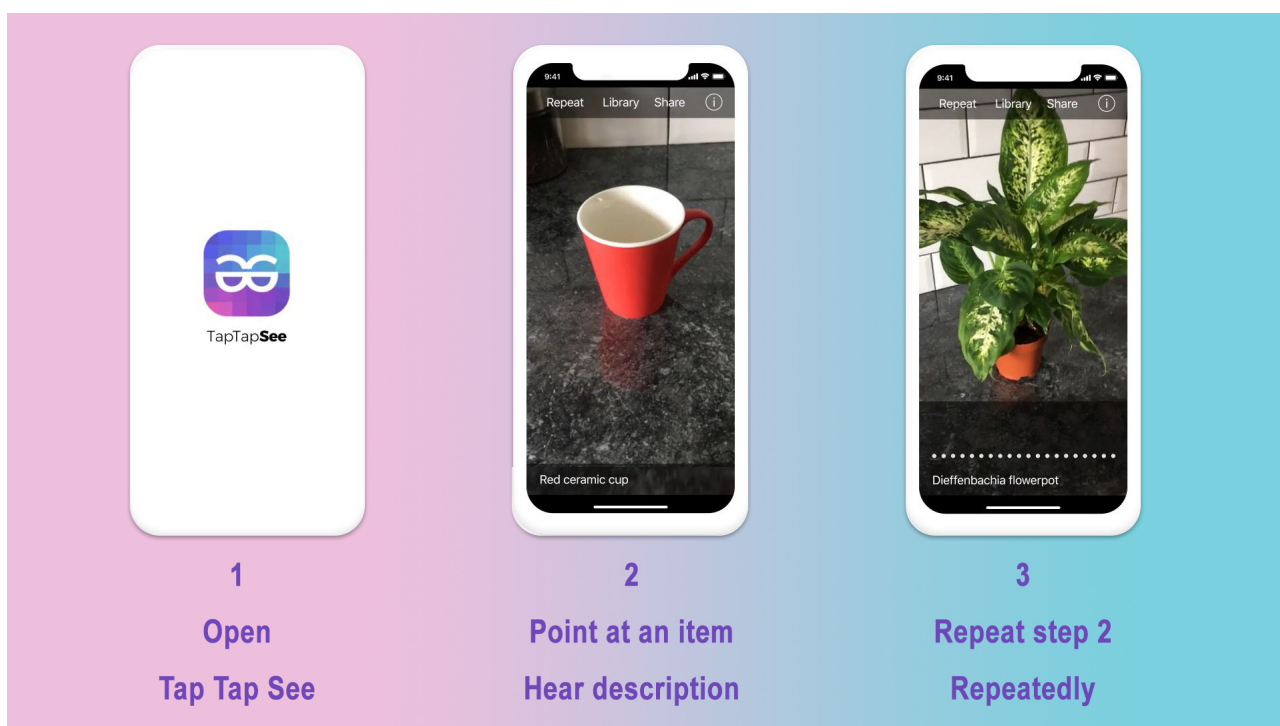 TapTapSee
1
Open
Tap Tap See
9:41
Repeat Library Share i
Red ceramic cup
2
Point at an item
Hear description
9:41
Repeat Library Share i
Dieffenbachia flowerpot
3
Repeat step 2
Repeatedly